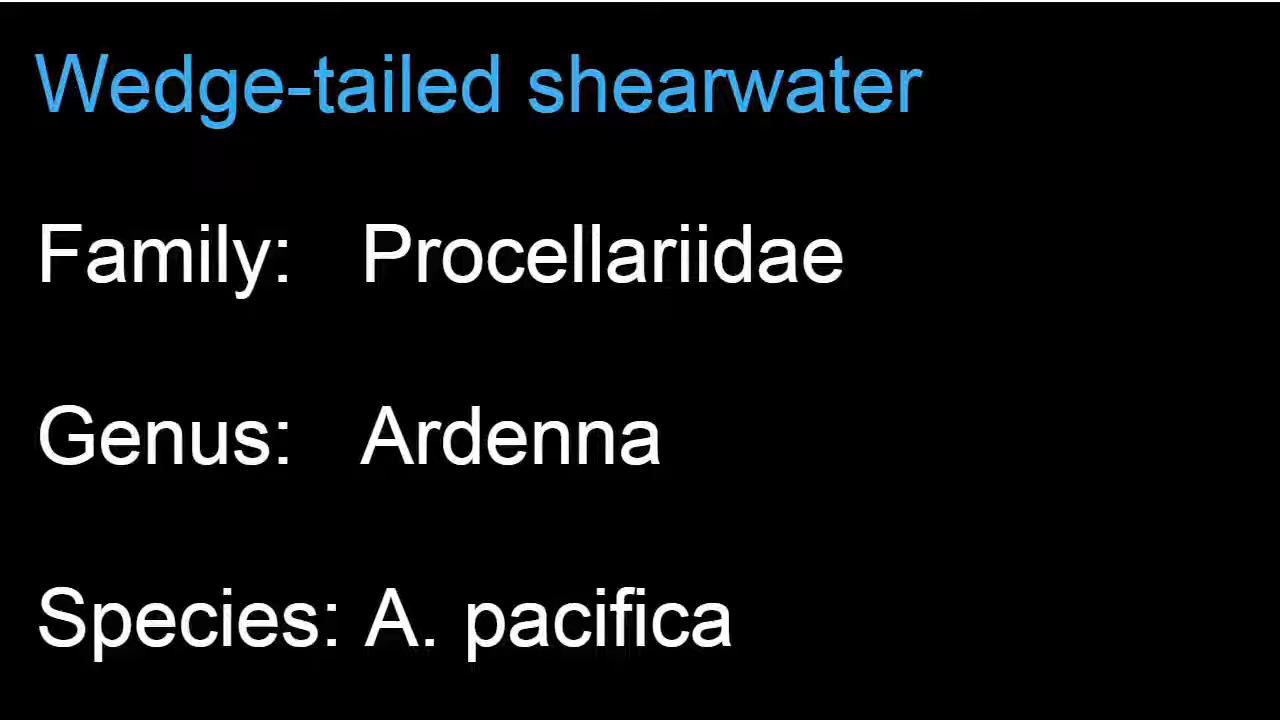 Wedge-tailed shearwater
Family: Procellariidae
Genus: Ardenna
Species: A. pacifica